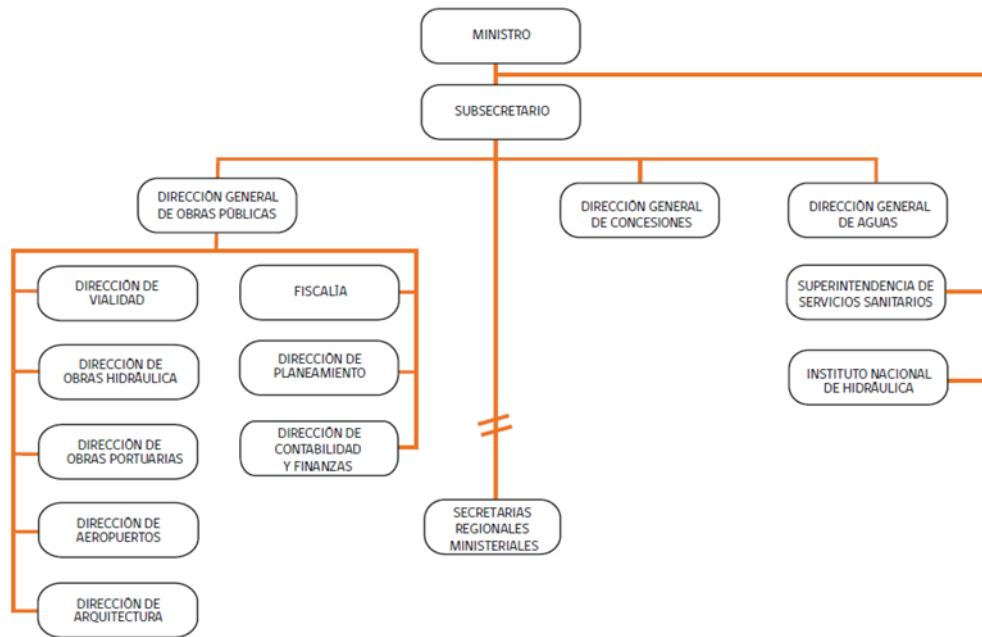 MINISTRO
SUBSECRETARIO
DIRECCIÓN GENERAL
DE OBRAS PÚBLICAS
DIRECCIÓN GENERAL
DE CONCESIONES
DIRECCIÓN GENERAL
DE AGUAS
DIRECCIÓN DE
VIALIDAD
FISCALÍA
SUPERINTENDENCIA DE
SERVICIOS SANITARIOS
DIRECCIÓN DE
OBRAS HIDRÁULICA
DIRECCIÓN DE
PLANEAMIENTO
INSTITUTO NACIONAL
DE HIDRÁULICA
DIRECCIÓN DE
OBRAS PORTUARIAS
DIRECCIÓN DE
CONTABILIDAD
Y FINANZAS
DIRECCIÓN DE
AEROPUERTOS
SECRETARIAS
REGIONALES
MINISTERIALES
DIRECCIÓN DE
ARQUITECTURA